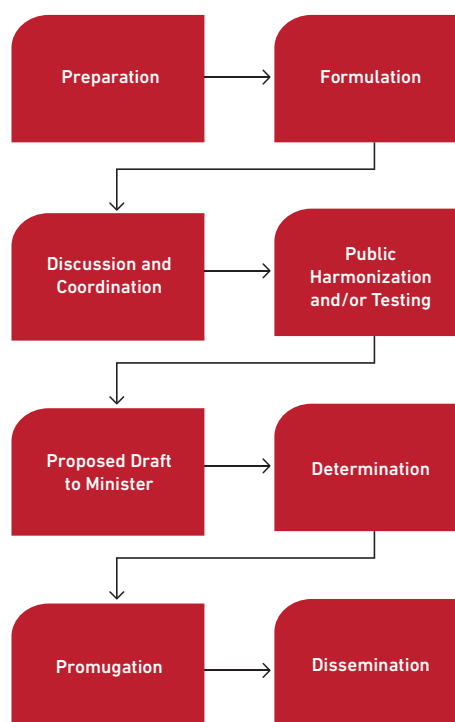 Preparation
Formulation
Discussion and
Coordination
Public
Harmonization
and/or Testing
Proposed Draft
to Minister
Determination
Promugation
Dissemination